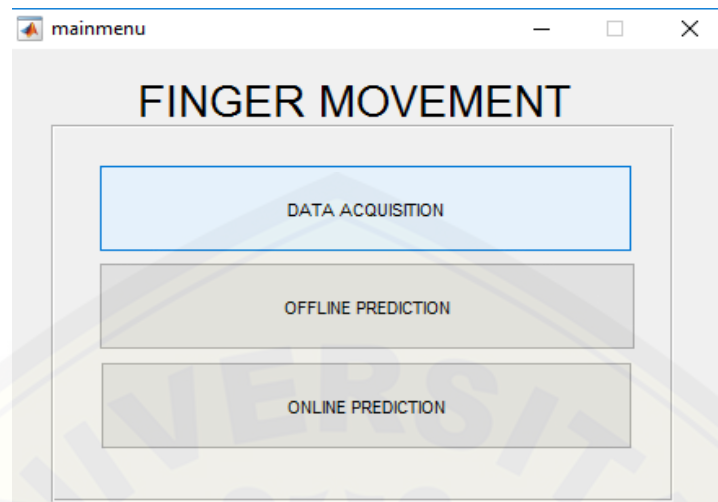 mainmenu
FINGER MOVEMENT
DATA ACQUISITION
OFFLINE PREDICTION
ONLINE PREDICTION